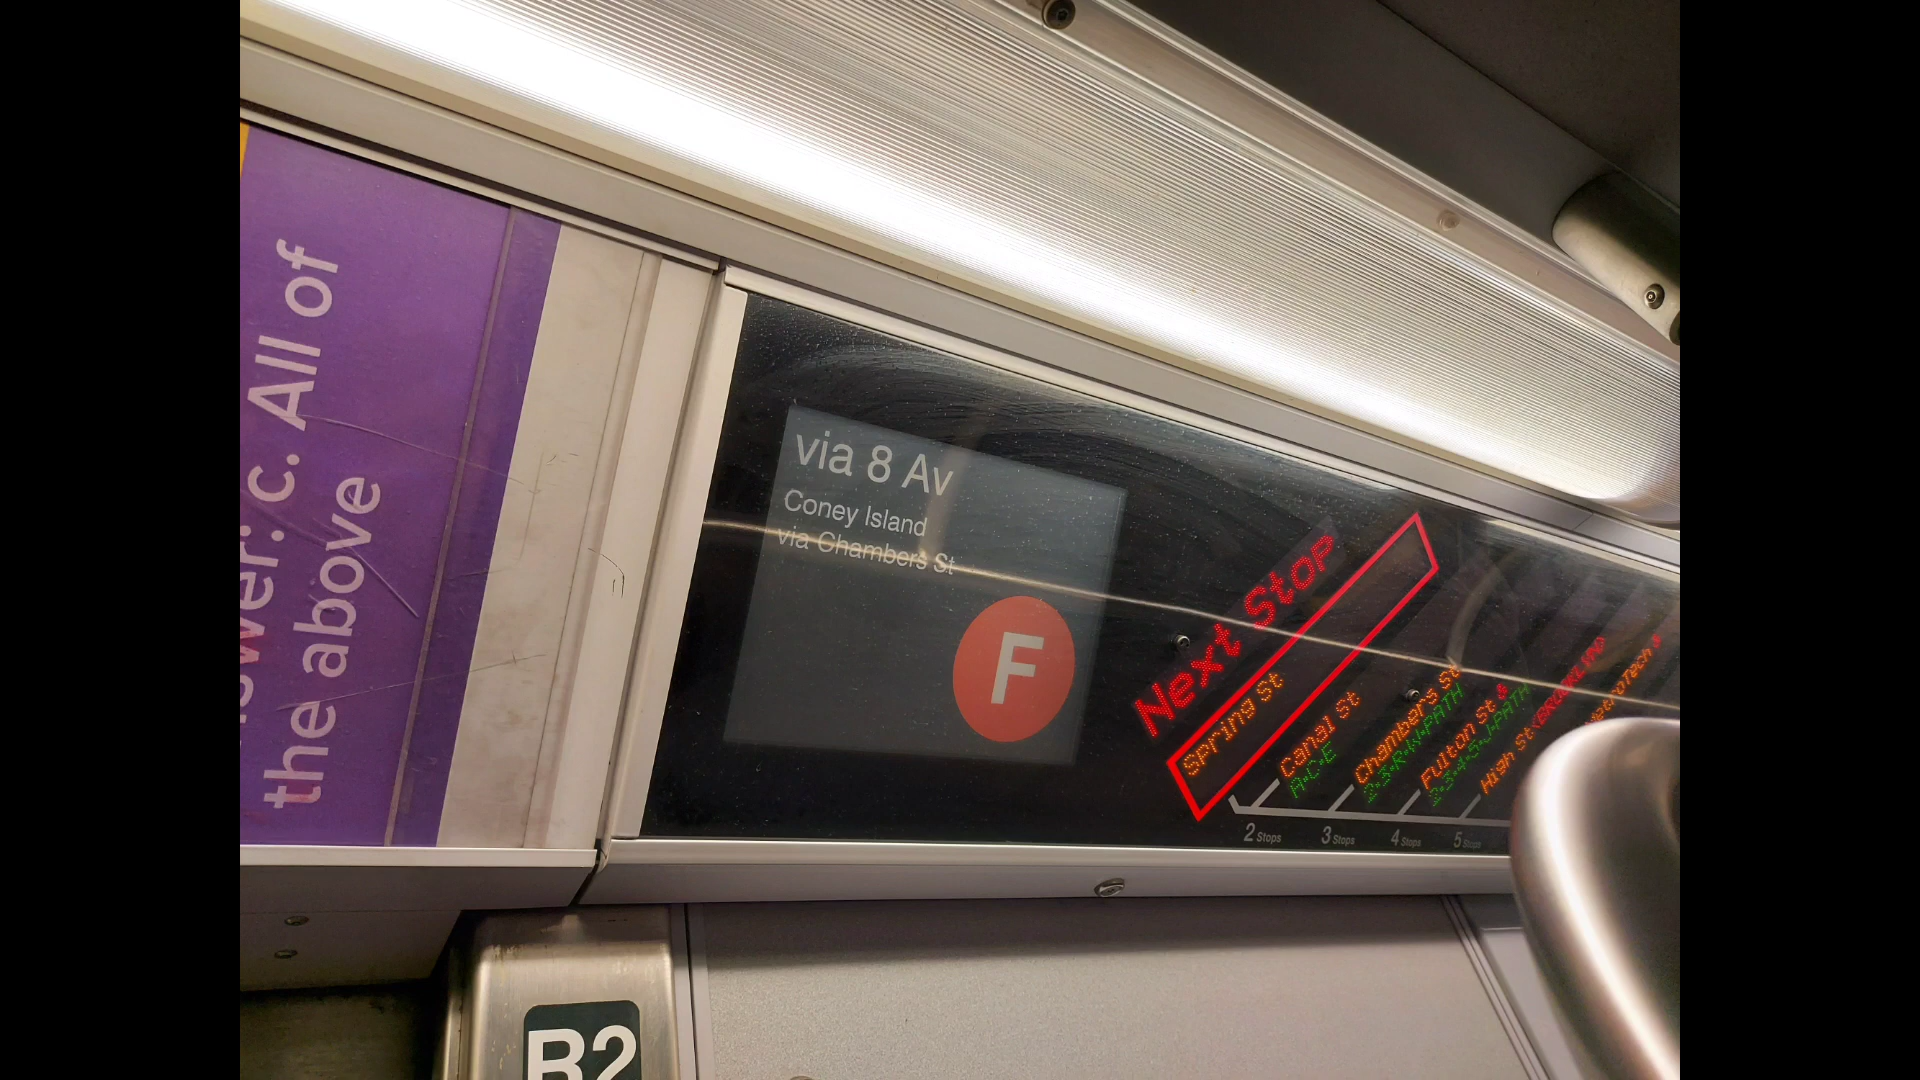 c. All of
the above
via 8 Av
Coney Island
via Chambers St
F
Next Stop
Spring St
Canal St
A•C•E
Chambers St
Fulton St
High St
2 Stops
3 Stops
4 Stops
5 Stops
B2